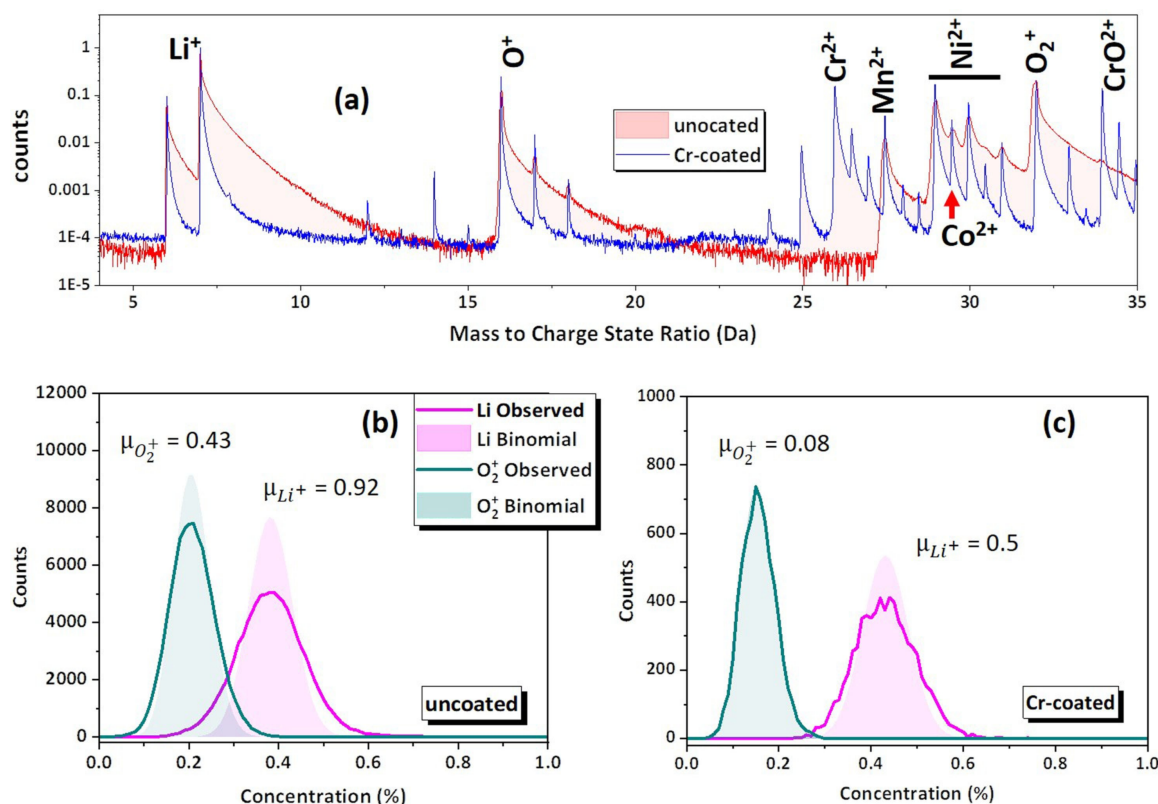 Li+
(a)
O+
Cr2+
Mn2+
Ni2+
O2+
CrO2+
unocated
Cr-coated
Co2+
counts
1
0.1
0.01
0.001
1E-4
1E-5
5 10 15 20 25 30 35
Mass to Charge State Ratio (Da)
(b)
Li Observed
Li Binomial
O2+ Observed
O2+ Binomial
μO2+ = 0.43
μLi+ = 0.92
uncoated
Counts
12000
10000
8000
6000
4000
2000
0
0.0 0.2 0.4 0.6 0.8 1.0
Concentration (%)
(c)
μO2+ = 0.08
μLi+ = 0.5
Cr-coated
Counts
1000
800
600
400
200
0
0.0 0.2 0.4 0.6 0.8 1.0
Concentration (%)